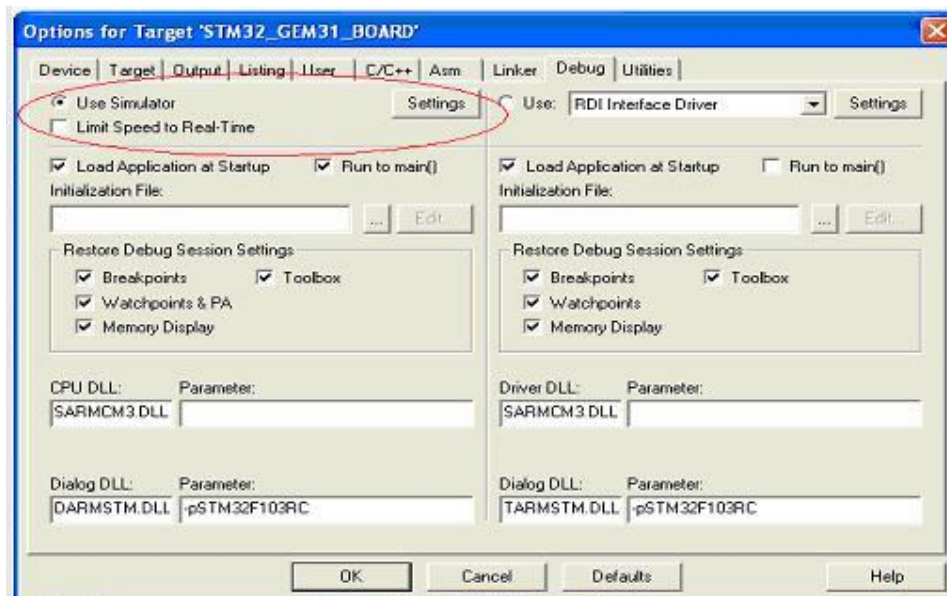 Options for Target 'STM32_GEM31_BOARD'
Device Target Output Listing User C/C++ Asm Linker Debug Utilities
Use Simulator Settings Use: RDI Interface Driver Settings
Limit Speed to Real-Time
Load Application at Startup Run to main() Load Application at Startup Run to main()
Initialization File: Initialization File:
... Edit... ... Edit...
Restore Debug Session Settings Restore Debug Session Settings
Breakpoints Toolbox Breakpoints Toolbox
Watchpoints & PA Watchpoints
Memory Display Memory Display
CPU DLL: Parameter: Driver DLL: Parameter:
SARMCM3.DLL SARMCM3.DLL
Dialog DLL: Parameter: Dialog DLL: Parameter:
DARMSTM.DLL -pSTM32F103RC TARMSTM.DLL -pSTM32F103RC
OK Cancel Defaults Help